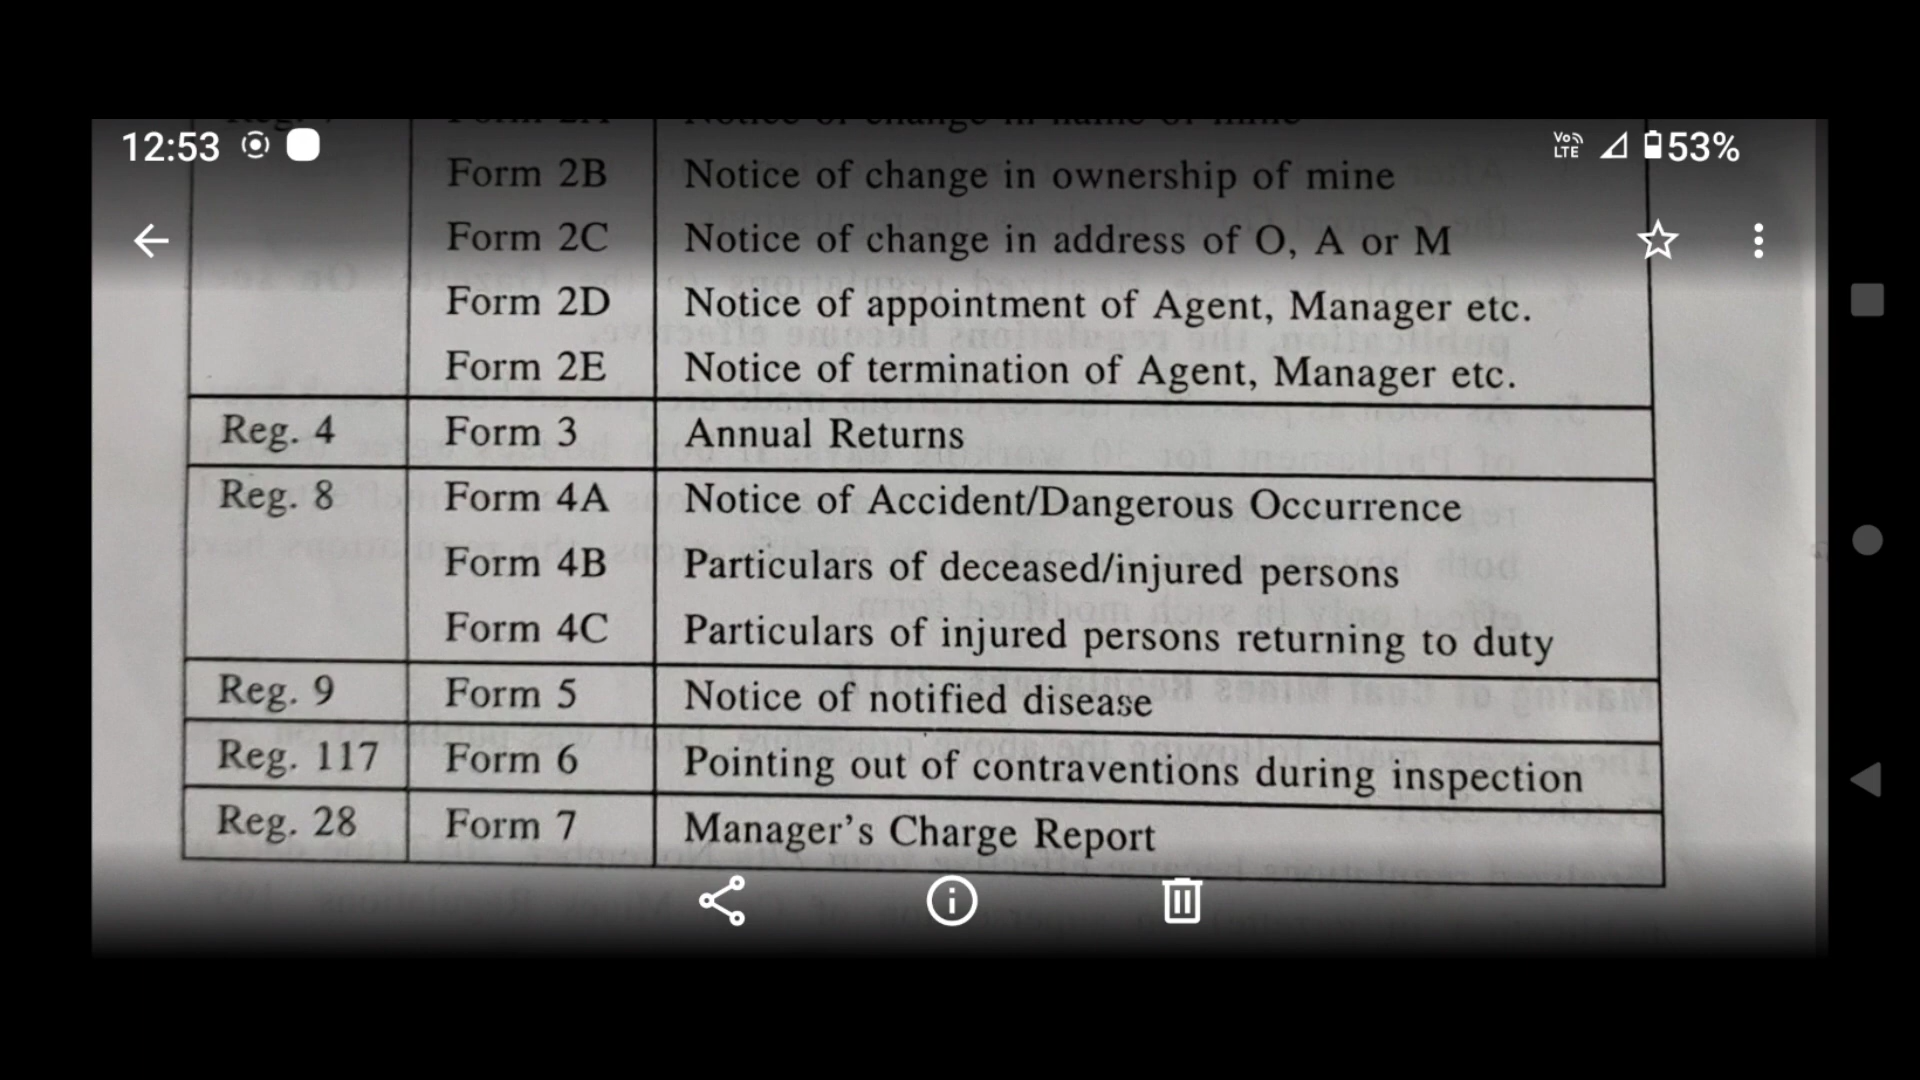 12:53
Vo LTE 53%
Form 2B Notice of change in ownership of mine
Form 2C Notice of change in address of O, A or M
Form 2D Notice of appointment of Agent, Manager etc.
Form 2E Notice of termination of Agent, Manager etc.
Reg. 4 Form 3 Annual Returns
Reg. 8 Form 4A Notice of Accident/Dangerous Occurrence
Form 4B Particulars of deceased/injured persons
Form 4C Particulars of injured persons returning to duty
Reg. 9 Form 5 Notice of notified disease
Reg. 117 Form 6 Pointing out of contraventions during inspection
Reg. 28 Form 7 Manager's Charge Report